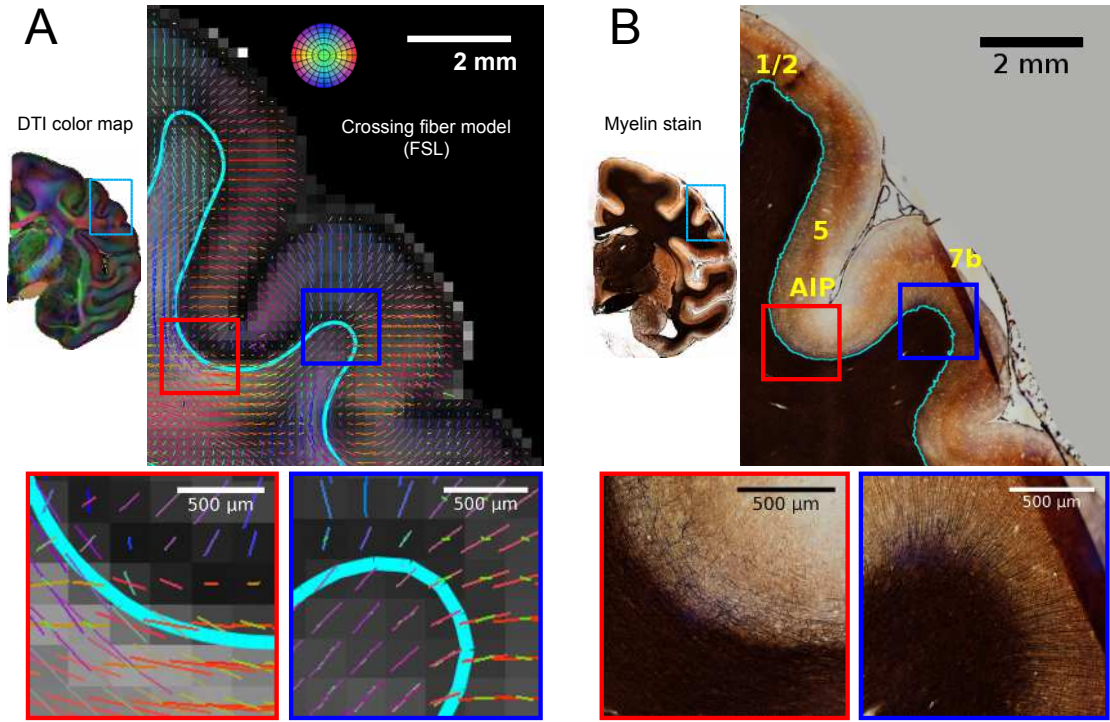 A
2 mm
DTI color map
Crossing fiber model
(FSL)
500 µm
500 µm
B
2 mm
1/2
Myelin stain
5
7b
AIP
500 µm
500 µm